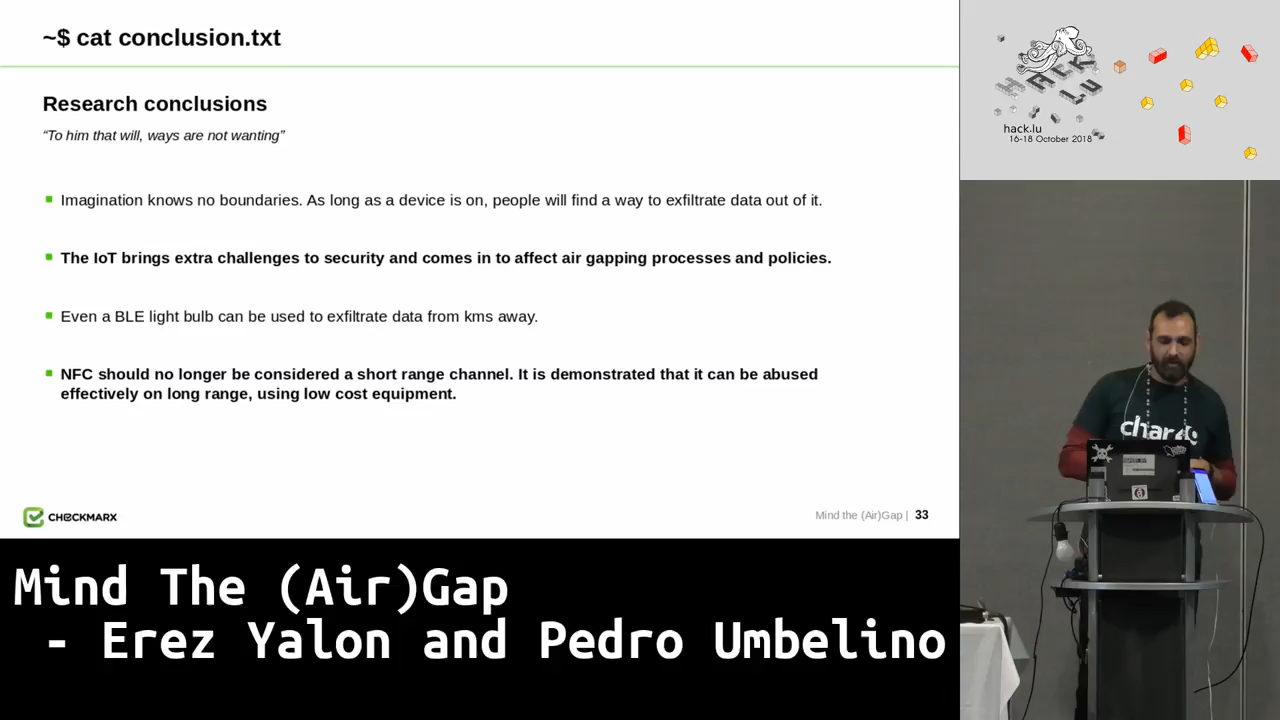 ~$ cat conclusion.txt
Research conclusions
“To him that will, ways are not wanting”
Imagination knows no boundaries. As long as a device is on, people will find a way to exfiltrate data out of it.
The IoT brings extra challenges to security and comes in to affect air gapping processes and policies.
Even a BLE light bulb can be used to exfiltrate data from kms away.
NFC should no longer be considered a short range channel. It is demonstrated that it can be abused
effectively on long range, using low cost equipment.
CHECKMARX
Mind the (Air)Gap | 33
HACK
LU
hack.lu
16-18 October 2018
Mind The (Air)Gap
- Erez Yalon and Pedro Umbelino